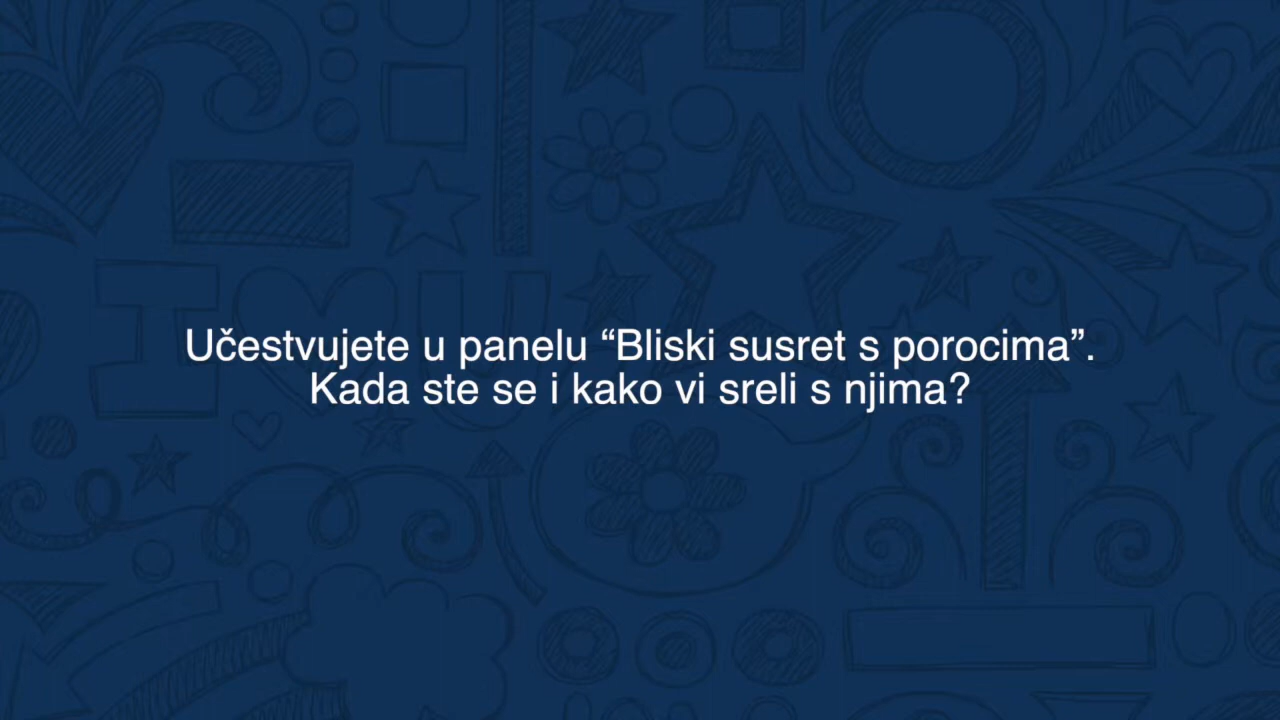 Učestvujete u panelu “Bliski susret s porocima”.
Kada ste se i kako vi sreli s njima?
I U